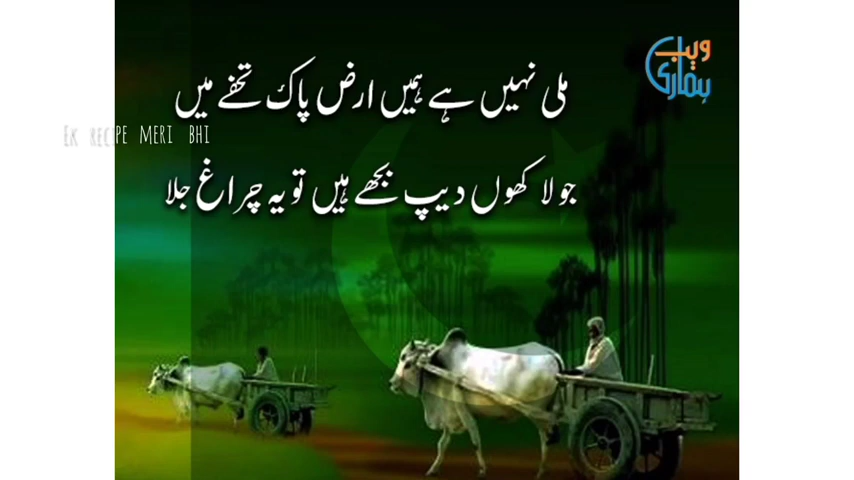 ملی نہیں ہے ہمیں ارض پاک تحفے میں
جو لاکھوں دیپ بجھے ہیں تو یہ چراغ جلا
ہماری ویب
EK RECIPE MERI BHI